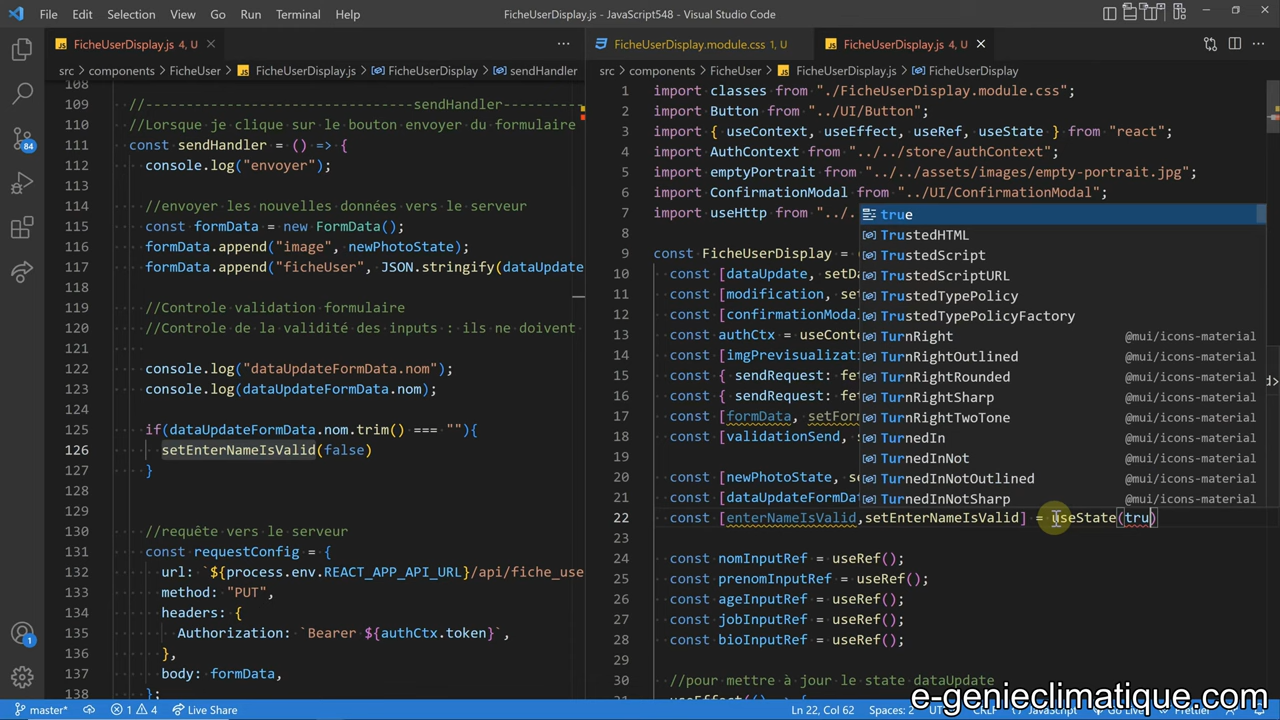 File Edit Selection View Go Run Terminal Help FicheUserDisplay.js - JavaScript548 - Visual Studio Code
FicheUserDisplay.js 4, U
src > components > FicheUser > FicheUserDisplay.js > FicheUserDisplay > sendHandler
108
109 //---------------------------------sendHandler----------
110 //Lorsque je clique sur le bouton envoyer du formulaire
111 const sendHandler = () => {
112 console.log("envoyer");
113
114 //envoyer les nouvelles données vers le serveur
115 const formData = new FormData();
116 formData.append("image", newPhotoState);
117 formData.append("ficheUser", JSON.stringify(dataUpdate
118
119 //Controle validation formulaire
120 //Controle de la validité des inputs : ils ne doivent
121
122 console.log("dataUpdateFormData.nom");
123 console.log(dataUpdateFormData.nom);
124
125 if(dataUpdateFormData.nom.trim() === ""){
126 setEnterNameIsValid(false)
127 }
128
129
130 //requête vers le serveur
131 const requestConfig = {
132 url: `${process.env.REACT_APP_API_URL}/api/fiche_use
133 method: "PUT",
134 headers: {
135 Authorization: `Bearer ${authCtx.token}`,
136 },
137 body: formData,
138 };
FicheUserDisplay.module.css 1, U
FicheUserDisplay.js 4, U
src > components > FicheUser > FicheUserDisplay.js > FicheUserDisplay
1 import classes from "./FicheUserDisplay.module.css";
2 import Button from "../UI/Button";
3 import { useContext, useEffect, useRef, useState } from "react";
4 import AuthContext from "../../store/authContext";
5 import emptyPortrait from "../../assets/images/empty-portrait.jpg";
6 import ConfirmationModal from "../UI/ConfirmationModal";
7 import useHttp from "../.
8
9 const FicheUserDisplay =
10 const [dataUpdate, setDa
11 const [modification, set
12 const [confirmationModa
13 const authCtx = useConte
14 const [imgPrevisualizati
15 const { sendRequest: fet
16 const { sendRequest: fet
17 const [formData, setForm
18 const [validationSend, s
19
20 const [newPhotoState, s
21 const [dataUpdateFormDat
22 const [enterNameIsValid,setEnterNameIsValid] = useState(tru)
23
24 const nomInputRef = useRef();
25 const prenomInputRef = useRef();
26 const ageInputRef = useRef();
27 const jobInputRef = useRef();
28 const bioInputRef = useRef();
29
30 //pour mettre à jour le state dataUpdate
31 useEffect(() => {
true
TrustedHTML
TrustedScript
TrustedScriptURL
TrustedTypePolicy
TrustedTypePolicyFactory
TurnRight @mui/icons-material
TurnRightOutlined @mui/icons-material
TurnRightRounded @mui/icons-material
TurnRightSharp @mui/icons-material
TurnRightTwoTone @mui/icons-material
TurnedIn @mui/icons-material
TurnedInNot @mui/icons-material
TurnedInNotOutlined @mui/icons-material
TurnedInNotSharp @mui/icons-material
84
1
master* 1 4 Live Share
Ln 22, Col 62 Spaces: 2
e-genieclimatique.com